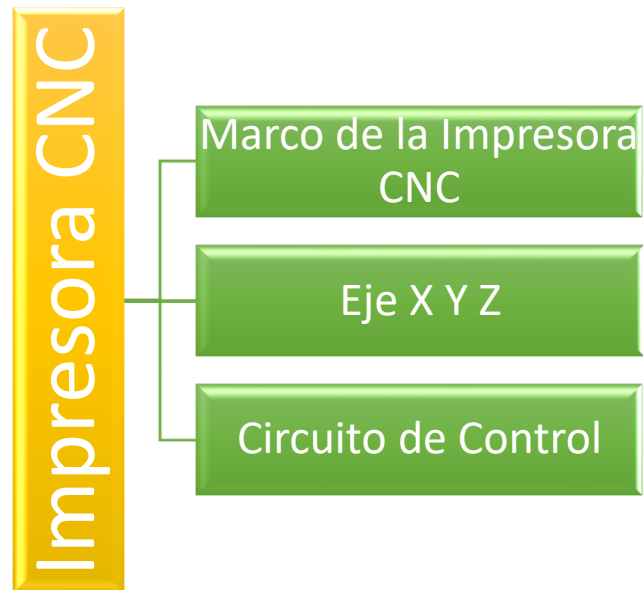 Impresora CNC
Marco de la Impresora
CNC
Eje X Y Z
Circuito de Control